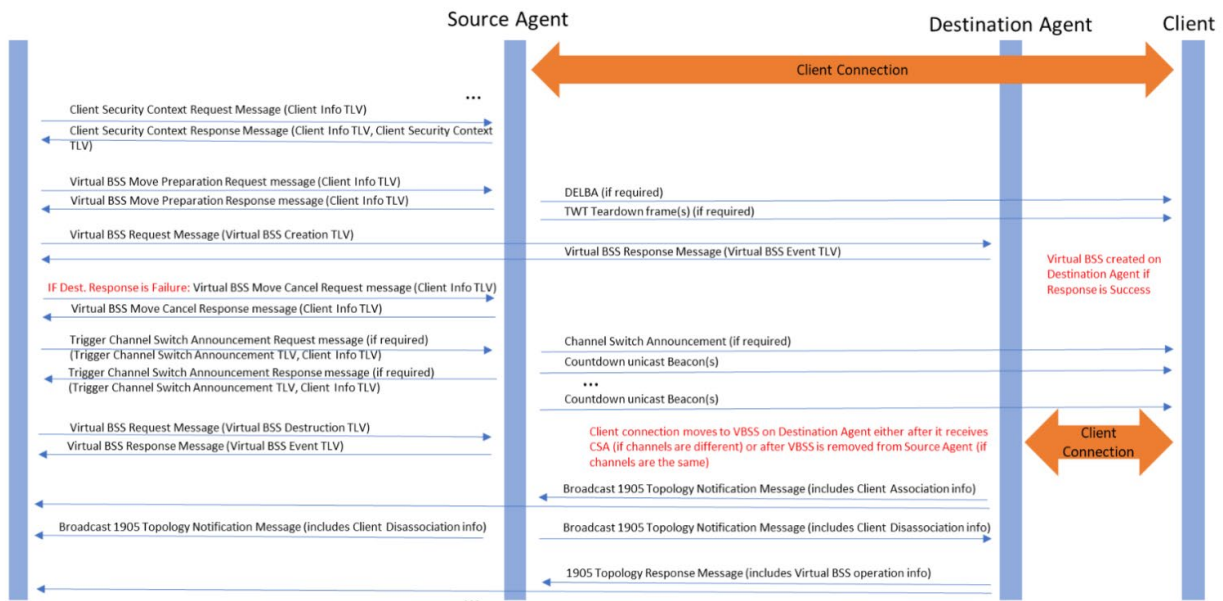 Source Agent
Destination Agent
Client
Client Connection
...
Client Security Context Request Message (Client Info TLV)
Client Security Context Response Message (Client Info TLV, Client Security Context
TLV)
Virtual BSS Move Preparation Request message (Client Info TLV)
DELBA (if required)
Virtual BSS Move Preparation Response message (Client Info TLV)
TWT Teardown frame(s) (if required)
Virtual BSS Request Message (Virtual BSS Creation TLV)
Virtual BSS Response Message (Virtual BSS Event TLV)
Virtual BSS created on
Destination Agent if
Response is Success
IF Dest. Response is Failure: Virtual BSS Move Cancel Request message (Client Info TLV)
Virtual BSS Move Cancel Response message (Client Info TLV)
Trigger Channel Switch Announcement Request message (if required)
(Trigger Channel Switch Announcement TLV, Client Info TLV)
Channel Switch Announcement (if required)
Countdown unicast Beacon(s)
Trigger Channel Switch Announcement Response message (if required)
(Trigger Channel Switch Announcement TLV, Client Info TLV)
...
Countdown unicast Beacon(s)
Virtual BSS Request Message (Virtual BSS Destruction TLV)
Virtual BSS Response Message (Virtual BSS Event TLV)
Client connection moves to VBSS on Destination Agent either after it receives
CSA (if channels are different) or after VBSS is removed from Source Agent (if
channels are the same)
Client
Connection
Broadcast 1905 Topology Notification Message (includes Client Association info)
Broadcast 1905 Topology Notification Message (includes Client Disassociation info)
Broadcast 1905 Topology Notification Message (includes Client Disassociation info)
1905 Topology Response Message (includes Virtual BSS operation info)
...